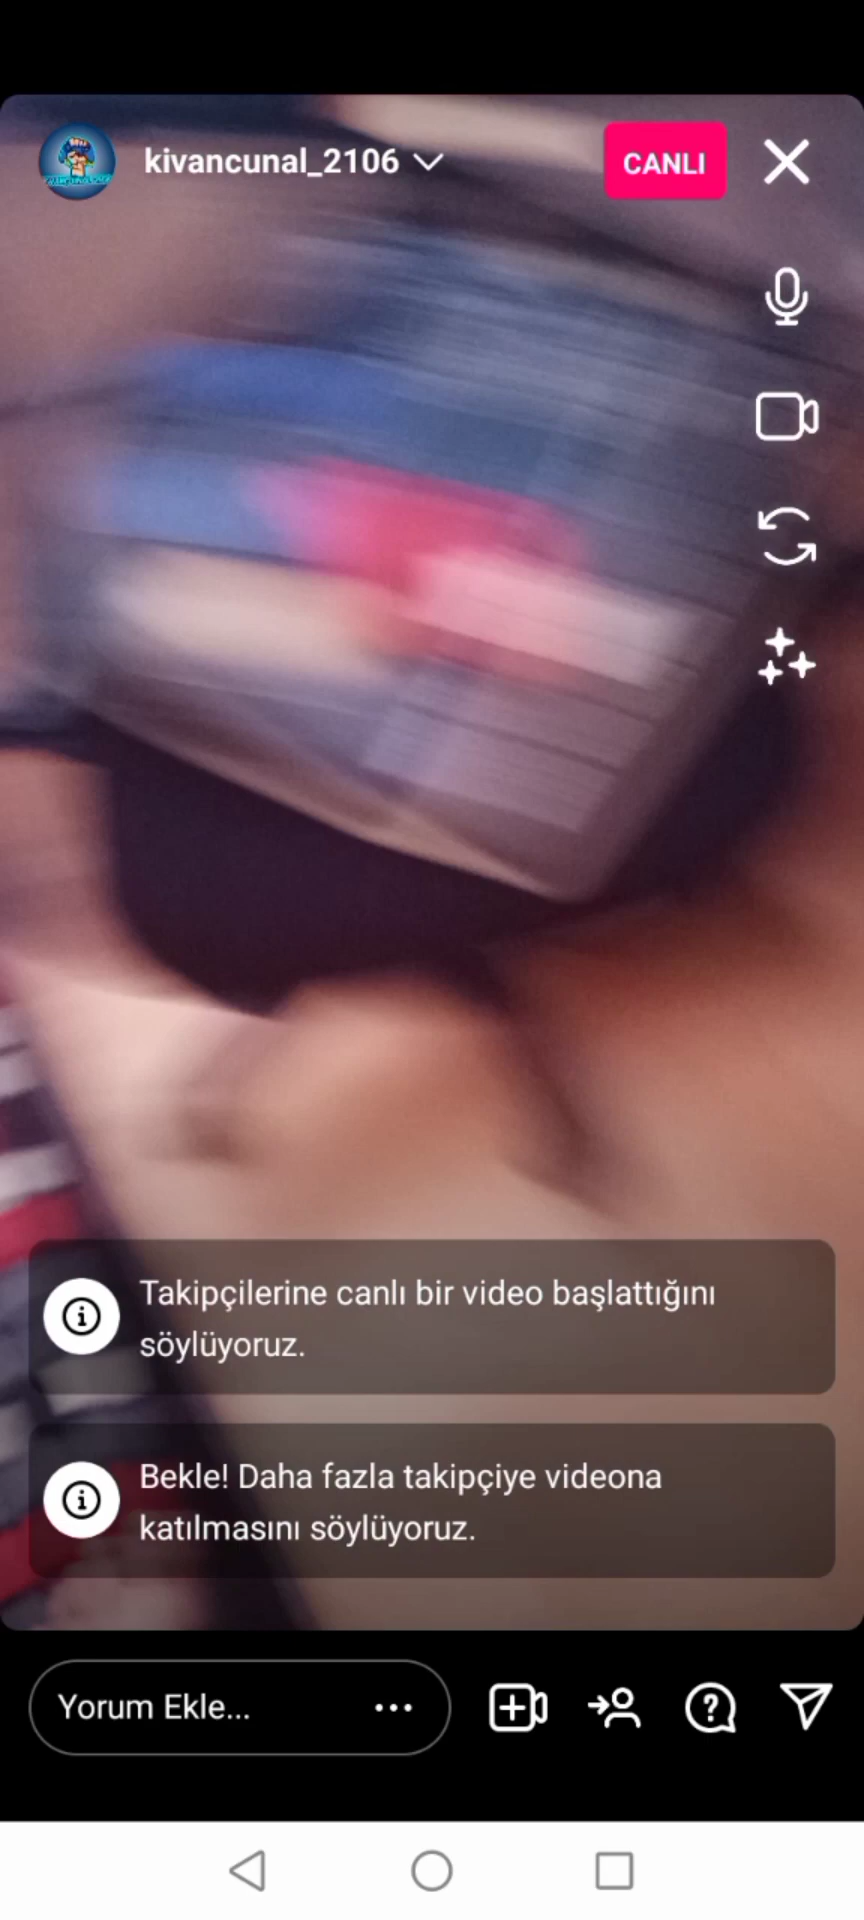 kivancunal_2106
CANLI
Takipçilerine canlı bir video başlattığını
söylüyoruz.
Bekle! Daha fazla takipçiye videona
katılmasını söylüyoruz.
Yorum Ekle...